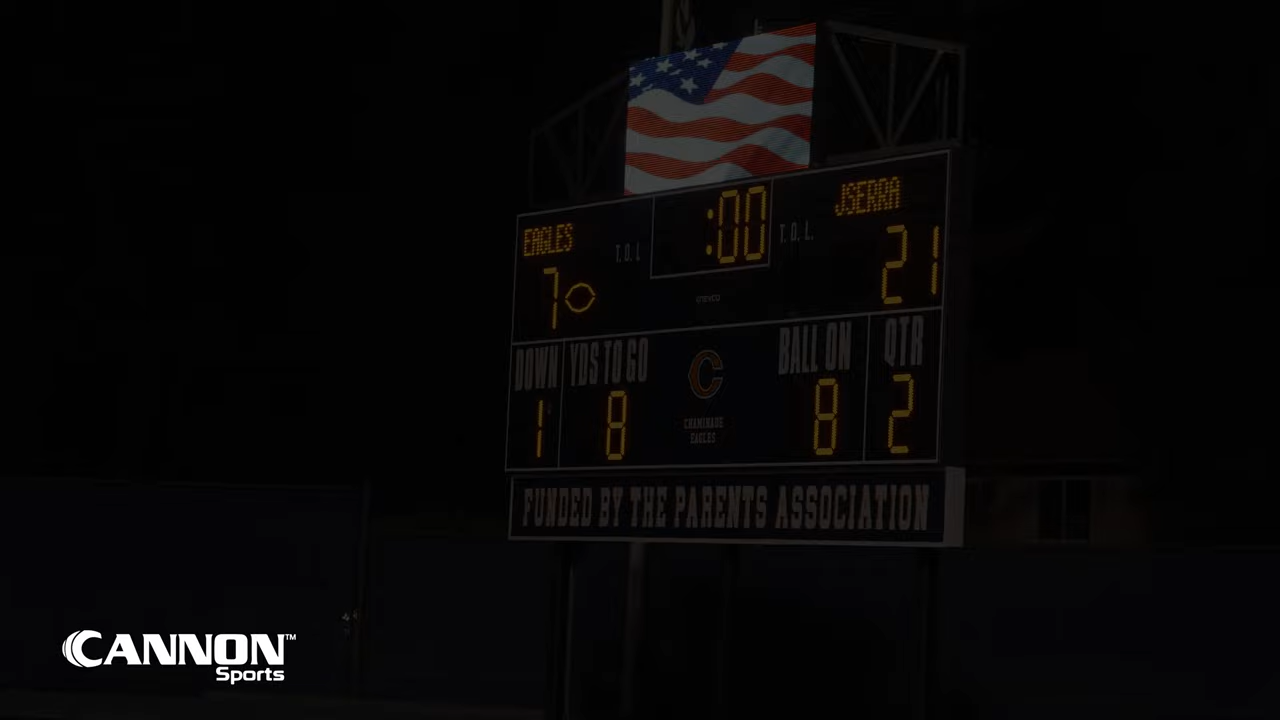 EAGLES
T. O. L
:00
T. O. L.
JSERRA
7
21
DOWN
YDS TO GO
BALL ON
QTR
1
8
C
8
2
CHAMINADE
EAGLES
FUNDED BY THE PARENTS ASSOCIATION
CANNON™
Sports